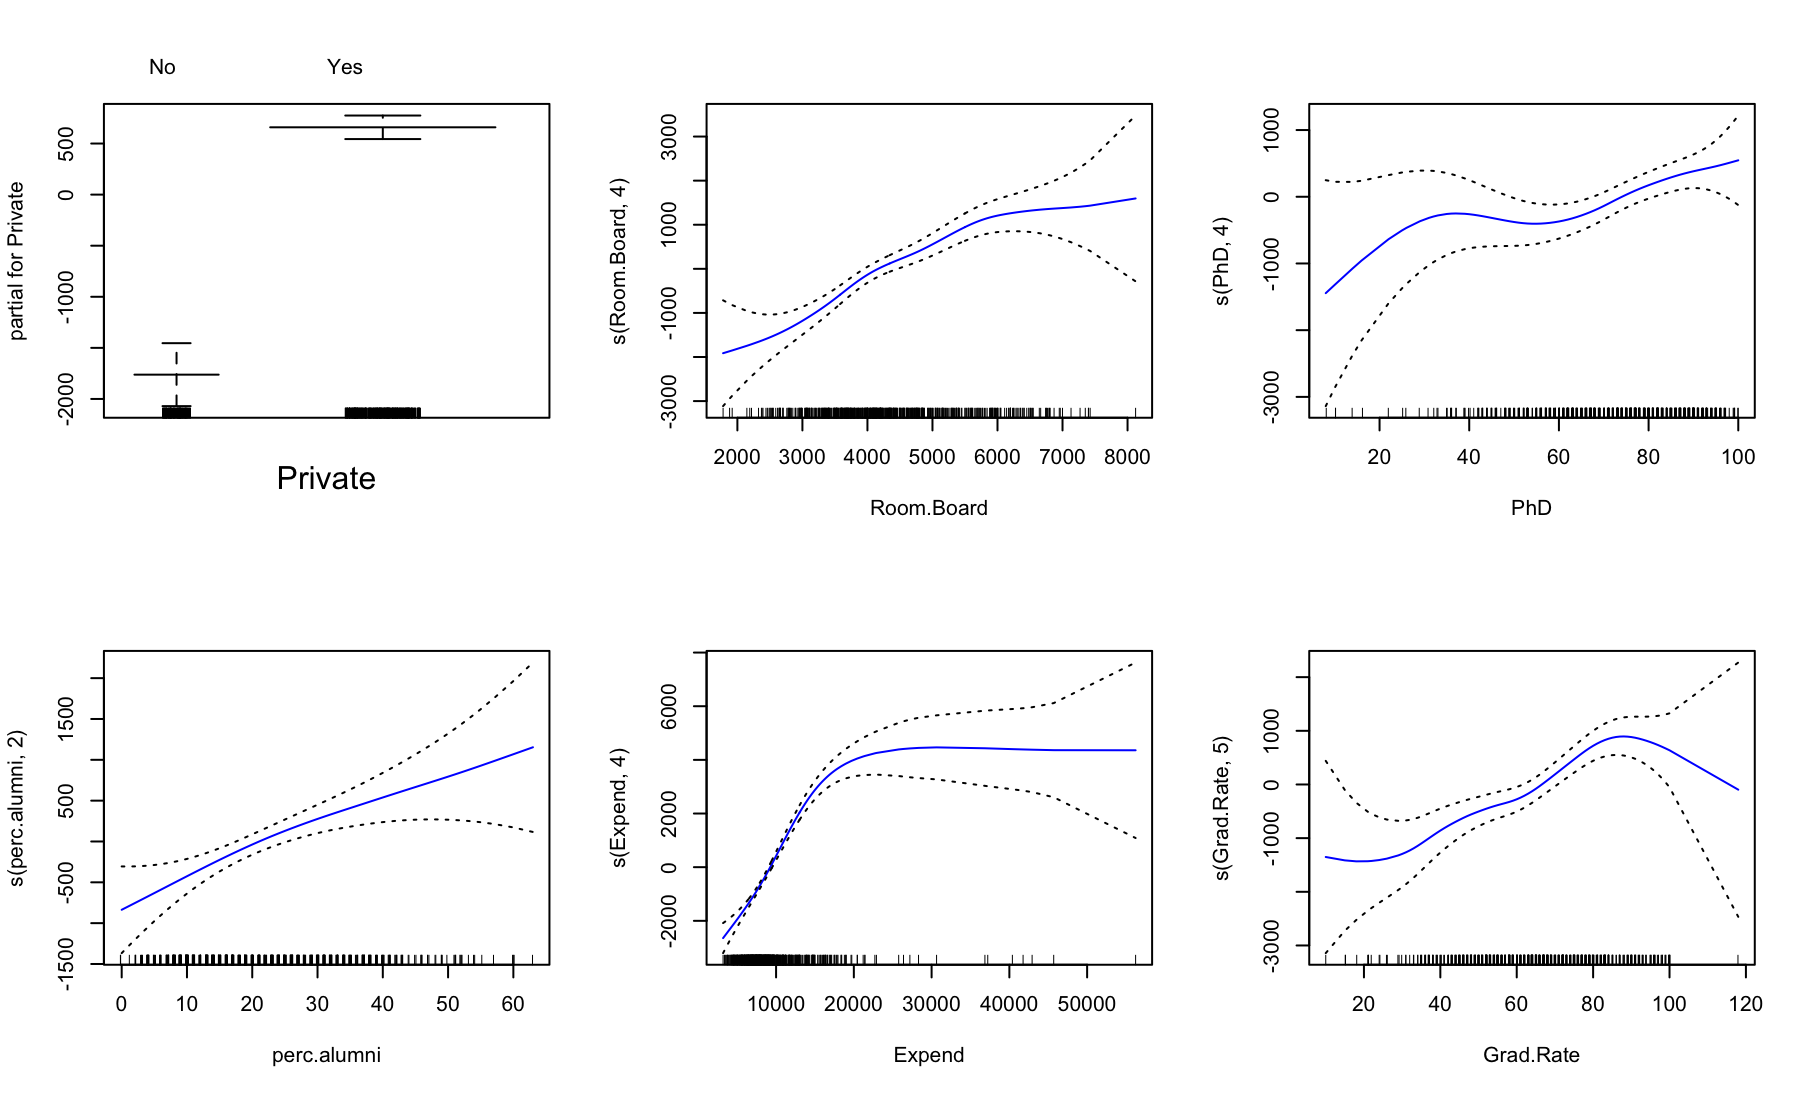 No Yes
partial for Private
500
0
-1000
-2000
Private
s(Room.Board, 4)
3000
1000
-1000
-3000
2000 3000 4000 5000 6000 7000 8000
Room.Board
s(PhD, 4)
1000
0
-1000
-3000
20 40 60 80 100
PhD
s(perc.alumni, 2)
1500
500
-500
-1500
0 10 20 30 40 50 60
perc.alumni
s(Expend, 4)
6000
2000
0
-2000
10000 20000 30000 40000 50000
Expend
s(Grad.Rate, 5)
1000
0
-1000
-3000
20 40 60 80 100 120
Grad.Rate